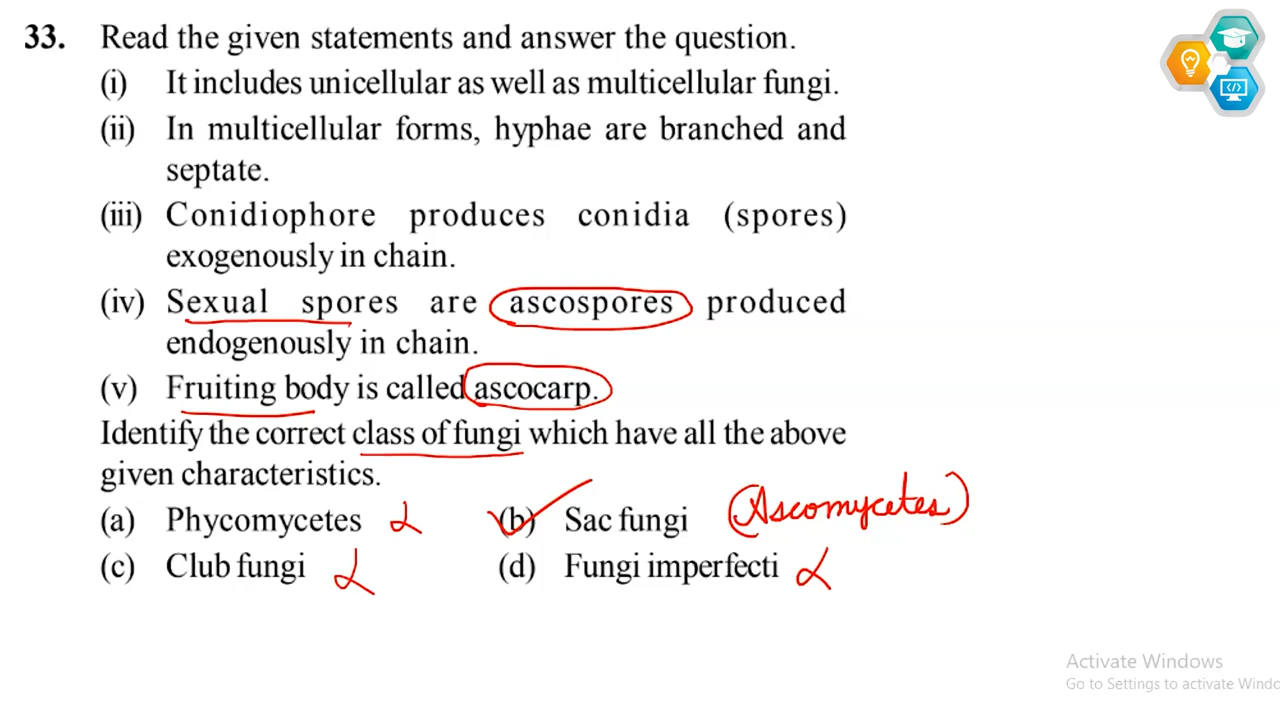 33. Read the given statements and answer the question.
(i) It includes unicellular as well as multicellular fungi.
(ii) In multicellular forms, hyphae are branched and
septate.
(iii) Conidiophore produces conidia (spores)
exogenously in chain.
(iv) Sexual spores are ascospores produced
endogenously in chain.
(v) Fruiting body is called ascocarp.
Identify the correct class of fungi which have all the above
given characteristics.
(a) Phycomycetes (b) Sac fungi (Ascomycetes)
(c) Club fungi (d) Fungi imperfecti
Activate Windows
Go to Settings to activate Windo